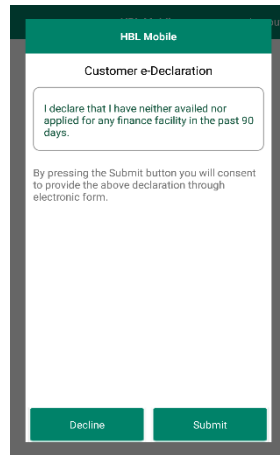 HBL Mobile
Customer e-Declaration
I declare that I have neither availed nor
applied for any finance facility in the past 90
days.
By pressing the Submit button you will consent
to provide the above declaration through
electronic form.
Decline
Submit